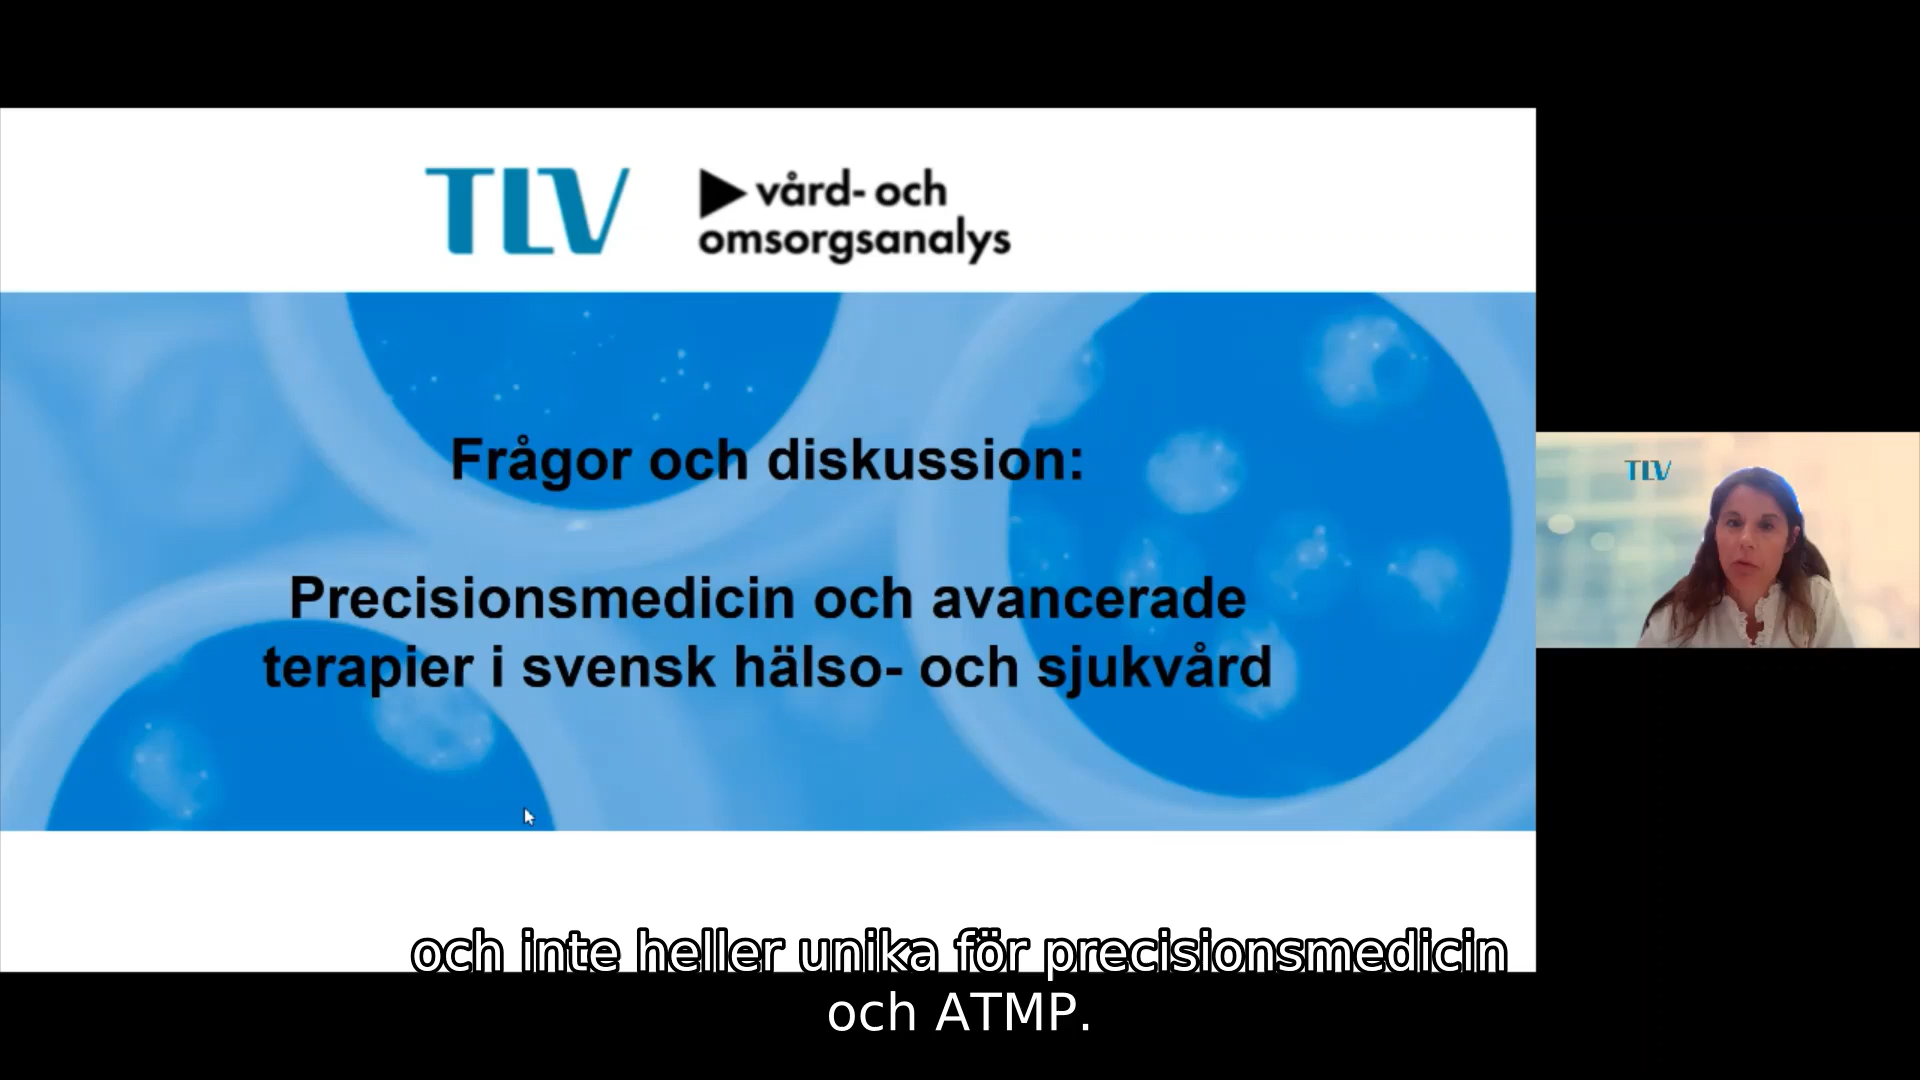 TLV
vård- och
omsorgsanalys
Frågor och diskussion:
Precisionsmedicin och avancerade
terapier i svensk hälso- och sjukvård
TLV
och inte heller unika för precisionsmedicin
och ATMP.